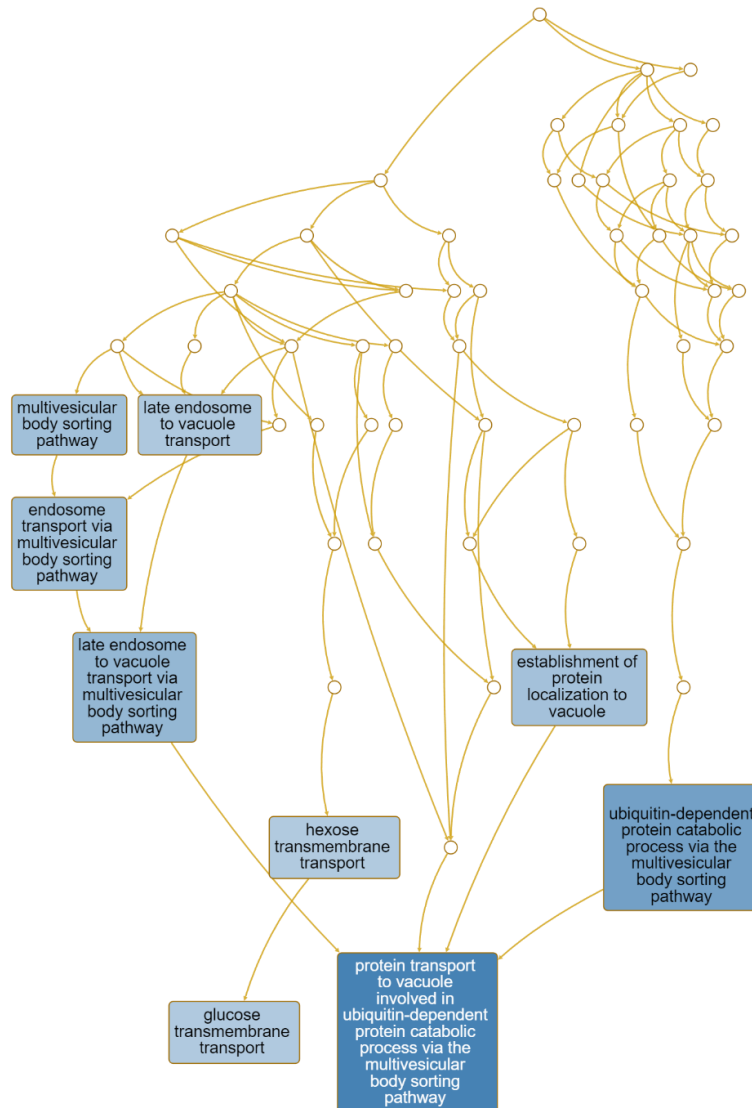 multivesicular
body sorting
pathway
late endosome
to vacuole
transport
endosome
transport via
multivesicular
body sorting
pathway
late endosome
to vacuole
transport via
multivesicular
body sorting
pathway
establishment of
protein
localization to
vacuole
ubiquitin-dependent
protein catabolic
process via the
multivesicular
body sorting
pathway
hexose
transmembrane
transport
protein transport
to vacuole
involved in
ubiquitin-dependent
protein catabolic
process via the
multivesicular
body sorting
pathway
glucose
transmembrane
transport